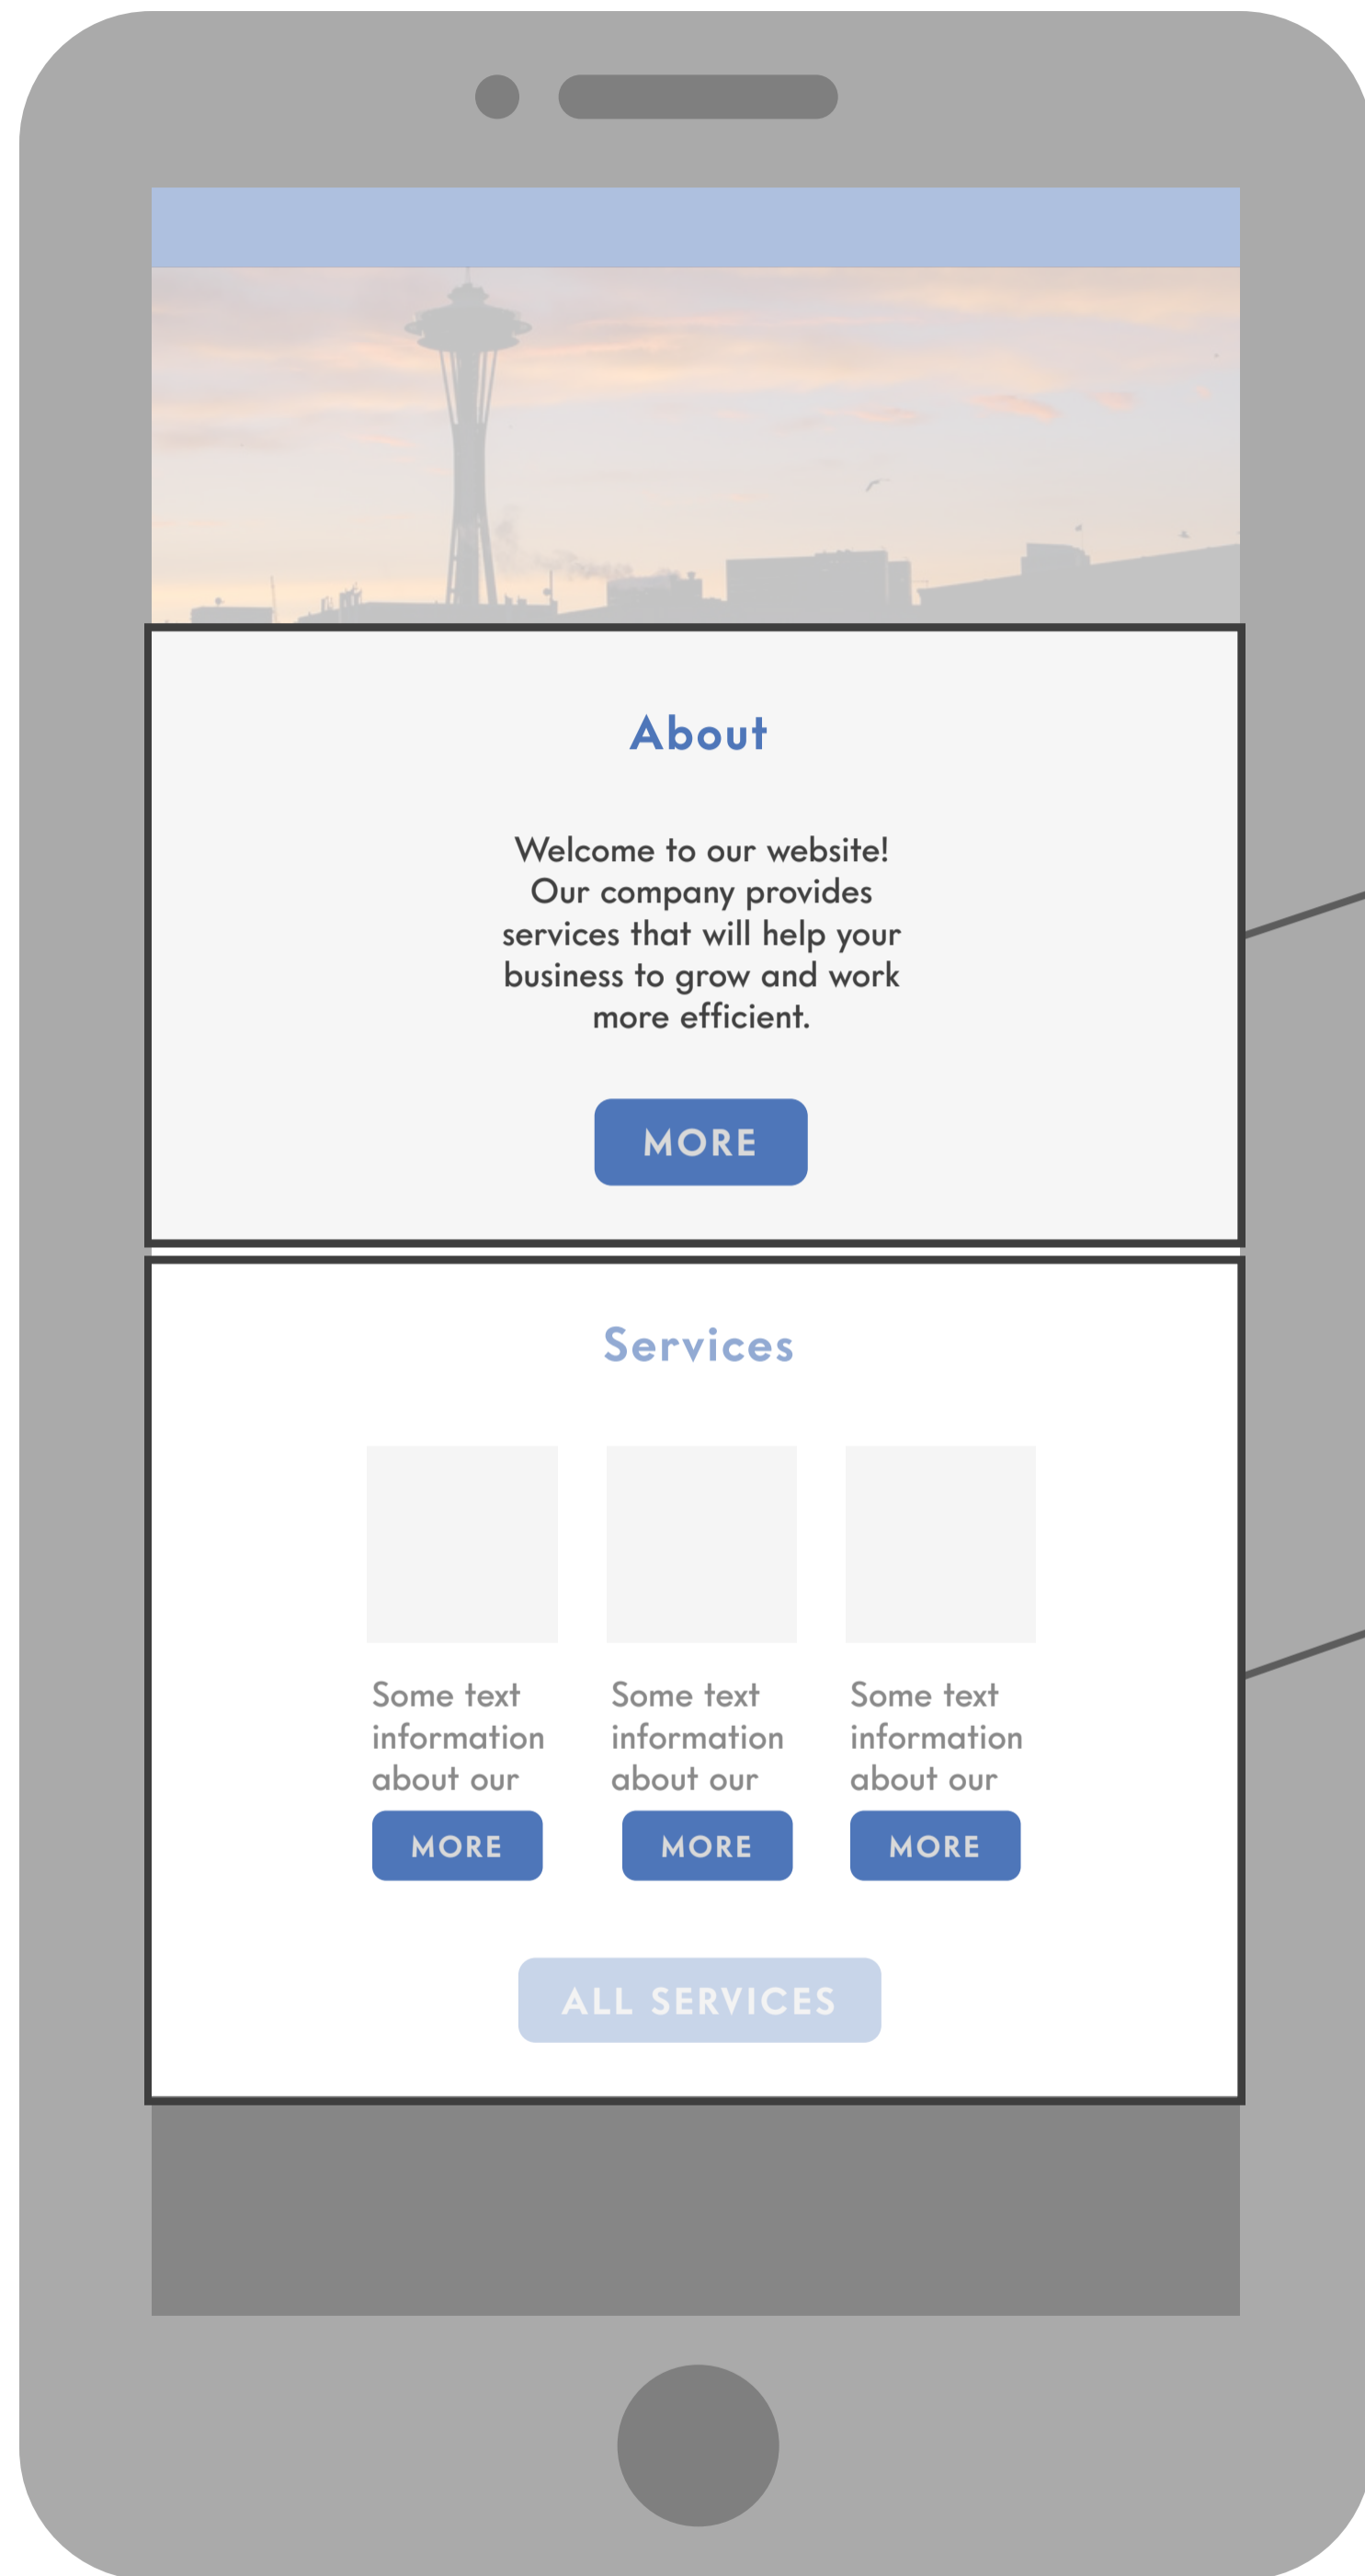 About
Welcome to our website!
Our company provides
services that will help your
business to grow and work
more efficient.
MORE
Services
Some text
information
about our
MORE
Some text
information
about our
MORE
Some text
information
about our
MORE
ALL SERVICES